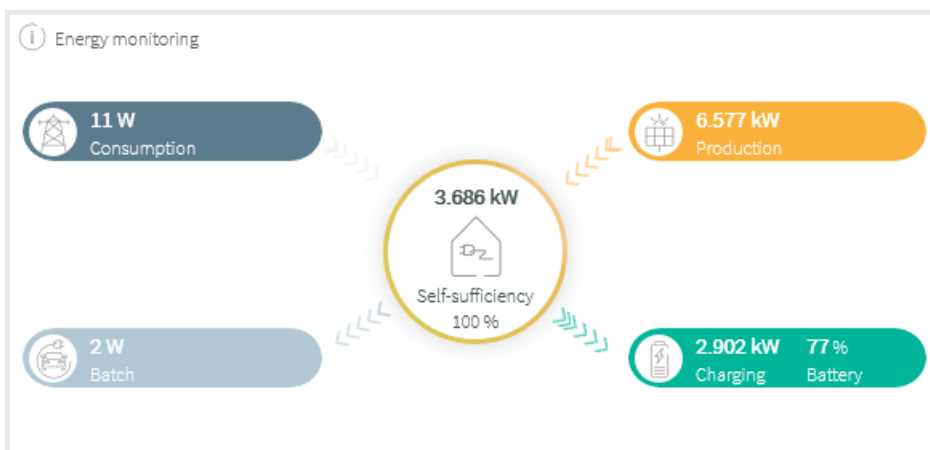 i Energy monitoring
11 W
Consumption
6.577 kW
Production
3.686 kW
Self-sufficiency
100 %
2 W
Batch
2.902 kW 77 %
Charging Battery